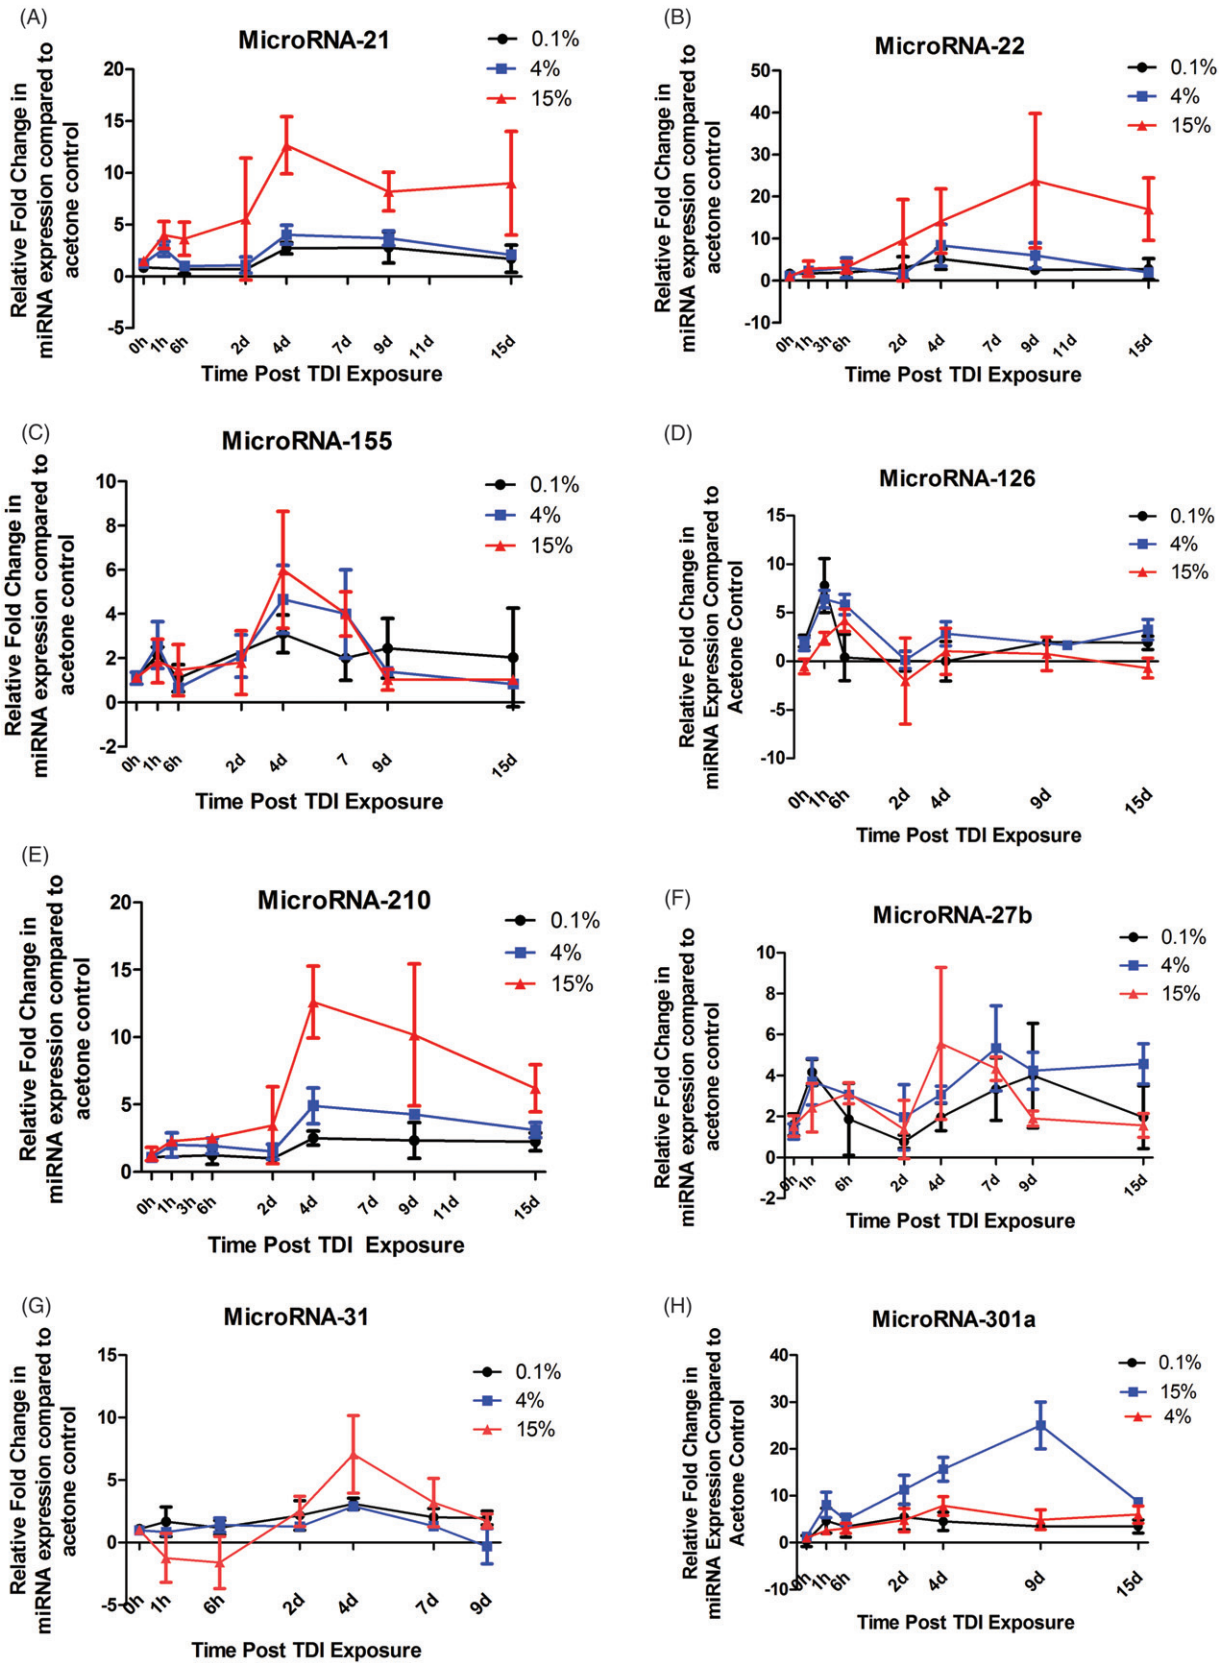 (A)
MicroRNA-21
0.1%
4%
15%
Relative Fold Change in
miRNA expression compared to
acetone control
20
15
10
5
0
-5
0h
1h
6h
2d
4d
7d
9d
11d
15d
Time Post TDI Exposure
(B)
MicroRNA-22
0.1%
4%
15%
Relative Fold Change in
miRNA expression compared to
acetone control
50
40
30
20
10
0
-10
0h
1h
3h
6h
2d
4d
7d
9d
11d
15d
Time Post TDI Exposure
(C)
MicroRNA-155
0.1%
4%
15%
Relative Fold Change in
miRNA expression compared to
acetone control
10
8
6
4
2
0
-2
0h
1h
6h
2d
4d
7
9d
15d
Time Post TDI Exposure
(D)
MicroRNA-126
0.1%
4%
15%
Relative Fold Change in
miRNA Expression Compared to
Acetone Control
15
10
5
0
-5
-10
0h
1h
6h
2d
4d
9d
15d
Time Post TDI Exposure
(E)
MicroRNA-210
0.1%
4%
15%
Relative Fold Change in
miRNA expression compared to
acetone control
20
15
10
5
0
0h
1h
3h
6h
2d
4d
7d
9d
11d
15d
Time Post TDI Exposure
(F)
MicroRNA-27b
0.1%
4%
15%
Relative Fold Change in
miRNA expression compared to
acetone control
10
8
6
4
2
0
-2
0h
1h
6h
2d
4d
7d
9d
15d
Time Post TDI Exposure
(G)
MicroRNA-31
0.1%
4%
15%
Relative Fold Change in
miRNA expression compared to
acetone control
15
10
5
0
-5
0h
1h
6h
2d
4d
7d
9d
Time Post TDI Exposure
(H)
MicroRNA-301a
0.1%
15%
4%
Relative Fold Change in
miRNA Expression Compared to
Acetone Control
40
30
20
10
0
-10
0h
1h
6h
2d
4d
9d
15d
Time Post TDI Exposure